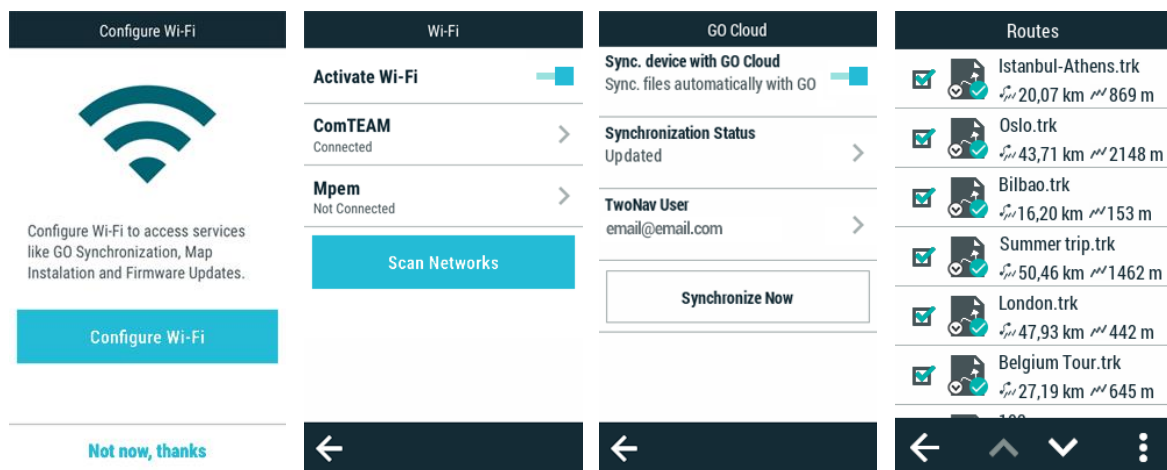 Configure Wi-Fi
Configure Wi-Fi to access services
like GO Synchronization, Map
Instalation and Firmware Updates.
Configure Wi-Fi
Not now, thanks
Wi-Fi
Activate Wi-Fi
ComTEAM
Connected
Mpem
Not Connected
Scan Networks
GO Cloud
Sync. device with GO Cloud
Sync. files automatically with GO
Synchronization Status
Updated
TwoNav User
email@email.com
Synchronize Now
Routes
Istanbul-Athens.trk
20,07 km 869 m
Oslo.trk
43,71 km 2148 m
Bilbao.trk
16,20 km 153 m
Summer trip.trk
50,46 km 1462 m
London.trk
47,93 km 442 m
Belgium Tour.trk
27,19 km 645 m